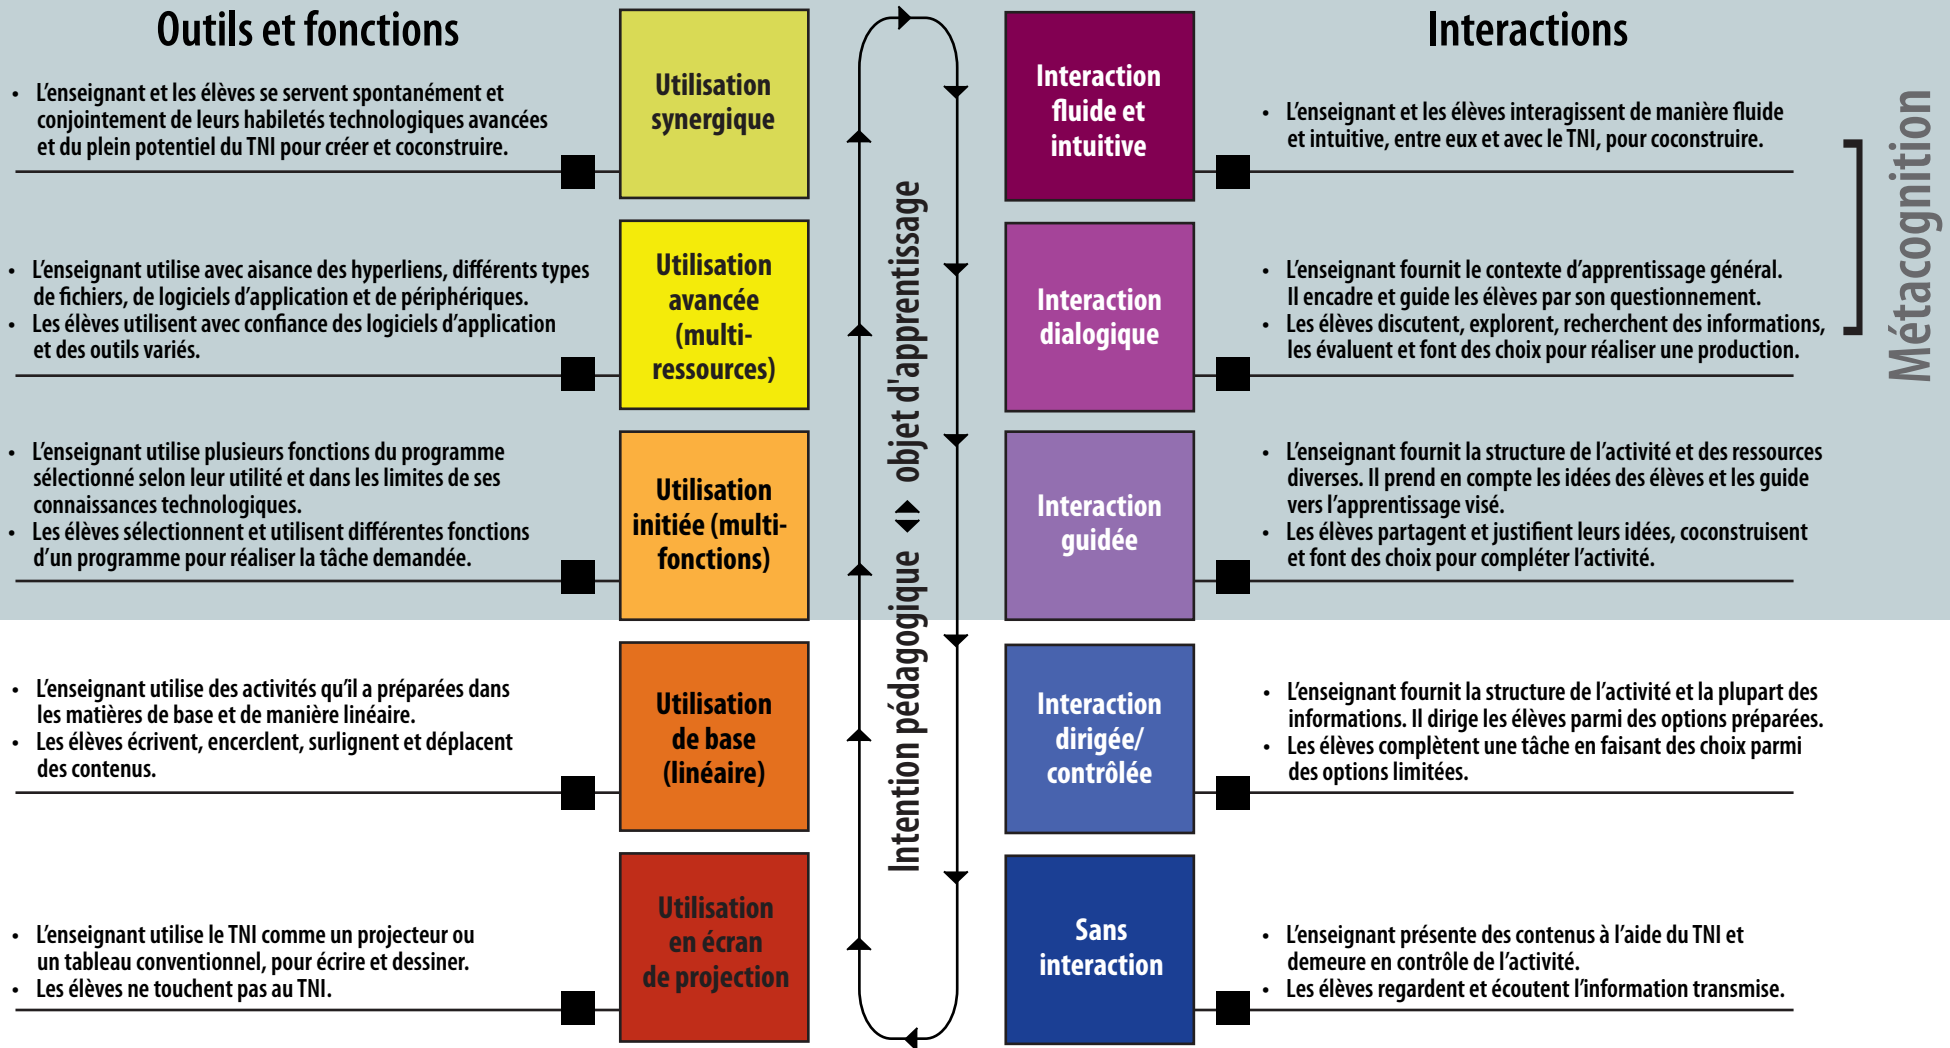 Outils et fonctions
• L’enseignant et les élèves se servent spontanément et
conjointement de leurs habiletés technologiques avancées
et du plein potentiel du TNI pour créer et coconstruire.
Utilisation
synergique
• L’enseignant utilise avec aisance des hyperliens, différents types
de fichiers, de logiciels d’application et de périphériques.
• Les élèves utilisent avec confiance des logiciels d’application
et des outils variés.
Utilisation
avancée
(multi-
ressources)
• L’enseignant utilise plusieurs fonctions du programme
sélectionné selon leur utilité et dans les limites de ses
connaissances technologiques.
• Les élèves sélectionnent et utilisent différentes fonctions
d’un programme pour réaliser la tâche demandée.
Utilisation
initiée (multi-
fonctions)
• L’enseignant utilise des activités qu’il a préparées dans
les matières de base et de manière linéaire.
• Les élèves écrivent, encerclent, surlignent et déplacent
des contenus.
Utilisation
de base
(linéaire)
• L’enseignant utilise le TNI comme un projecteur ou
un tableau conventionnel, pour écrire et dessiner.
• Les élèves ne touchent pas au TNI.
Utilisation
en écran
de projection
Intention pédagogique objet d'apprentissage
Interactions
Interaction
fluide et
intuitive
• L’enseignant et les élèves interagissent de manière fluide
et intuitive, entre eux et avec le TNI, pour coconstruire.
Interaction
dialogique
• L’enseignant fournit le contexte d’apprentissage général.
Il encadre et guide les élèves par son questionnement.
• Les élèves discutent, explorent, recherchent des informations,
les évaluent et font des choix pour réaliser une production.
Métacognition
Interaction
guidée
• L’enseignant fournit la structure de l’activité et des ressources
diverses. Il prend en compte les idées des élèves et les guide
vers l’apprentissage visé.
• Les élèves partagent et justifient leurs idées, coconstruisent
et font des choix pour compléter l’activité.
Interaction
dirigée/
contrôlée
• L’enseignant fournit la structure de l’activité et la plupart des
informations. Il dirige les élèves parmi des options préparées.
• Les élèves complètent une tâche en faisant des choix parmi
des options limitées.
Sans
interaction
• L’enseignant présente des contenus à l’aide du TNI et
demeure en contrôle de l’activité.
• Les élèves regardent et écoutent l’information transmise.